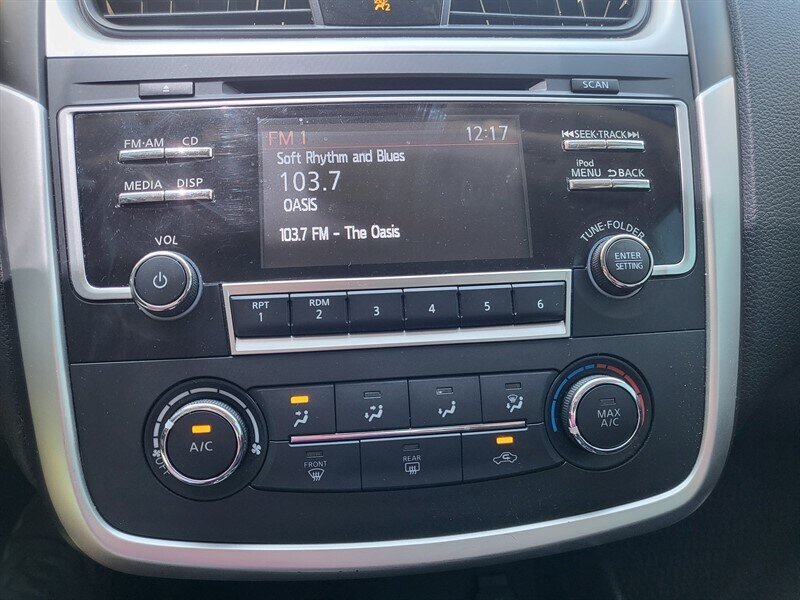 2
SCAN
FM·AM CD
SEEK·TRACK
MEDIA DISP
iPod
MENU BACK
FM 1 12:17
Soft Rhythm and Blues
103.7
OASIS
103.7 FM - The Oasis
VOL
TUNE·FOLDER
ENTER
SETTING
RPT
1
RDM
2
3
4
5
6
A/C
OFF
MAX
A/C
FRONT
REAR